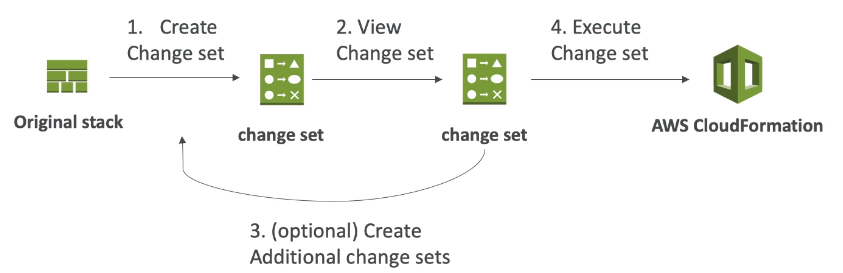 1. Create
Change set
2. View
Change set
4. Execute
Change set
Original stack
change set
change set
AWS CloudFormation
3. (optional) Create
Additional change sets